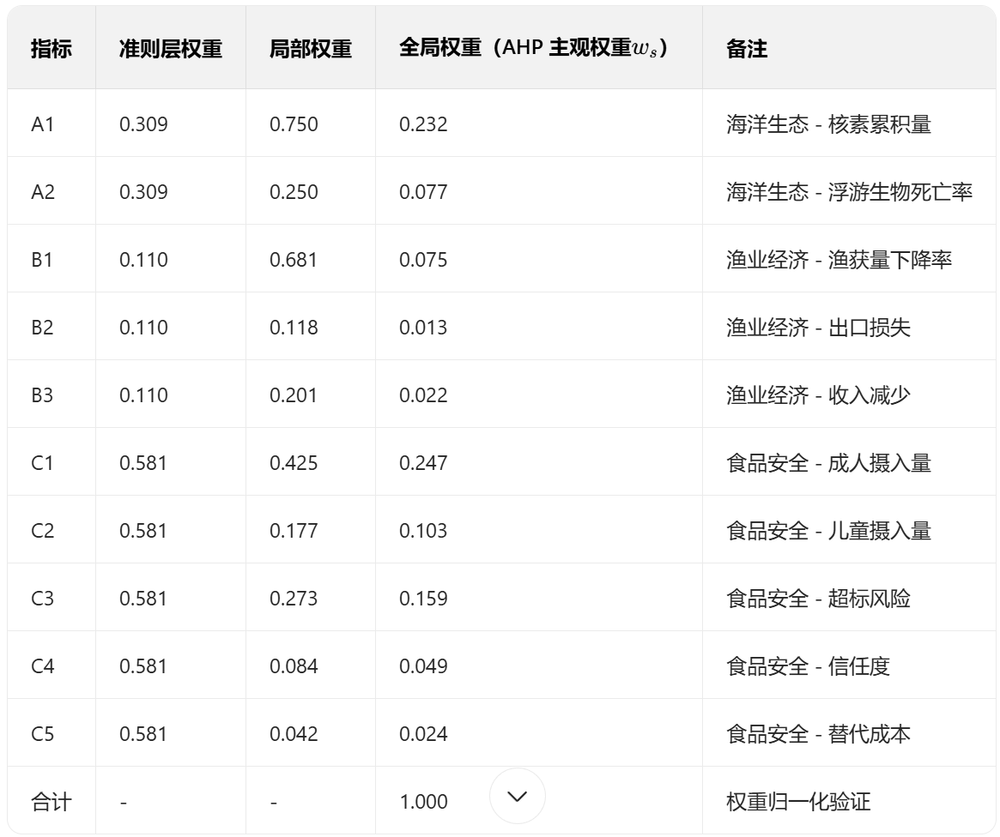 指标 准则层权重 局部权重 全局权重（AHP 主观权重wₛ） 备注
A1 0.309 0.750 0.232 海洋生态 - 核素累积量
A2 0.309 0.250 0.077 海洋生态 - 浮游生物死亡率
B1 0.110 0.681 0.075 渔业经济 - 渔获量下降率
B2 0.110 0.118 0.013 渔业经济 - 出口损失
B3 0.110 0.201 0.022 渔业经济 - 收入减少
C1 0.581 0.425 0.247 食品安全 - 成人摄入量
C2 0.581 0.177 0.103 食品安全 - 儿童摄入量
C3 0.581 0.273 0.159 食品安全 - 超标风险
C4 0.581 0.084 0.049 食品安全 - 信任度
C5 0.581 0.042 0.024 食品安全 - 替代成本
合计 - - 1.000 权重归一化验证